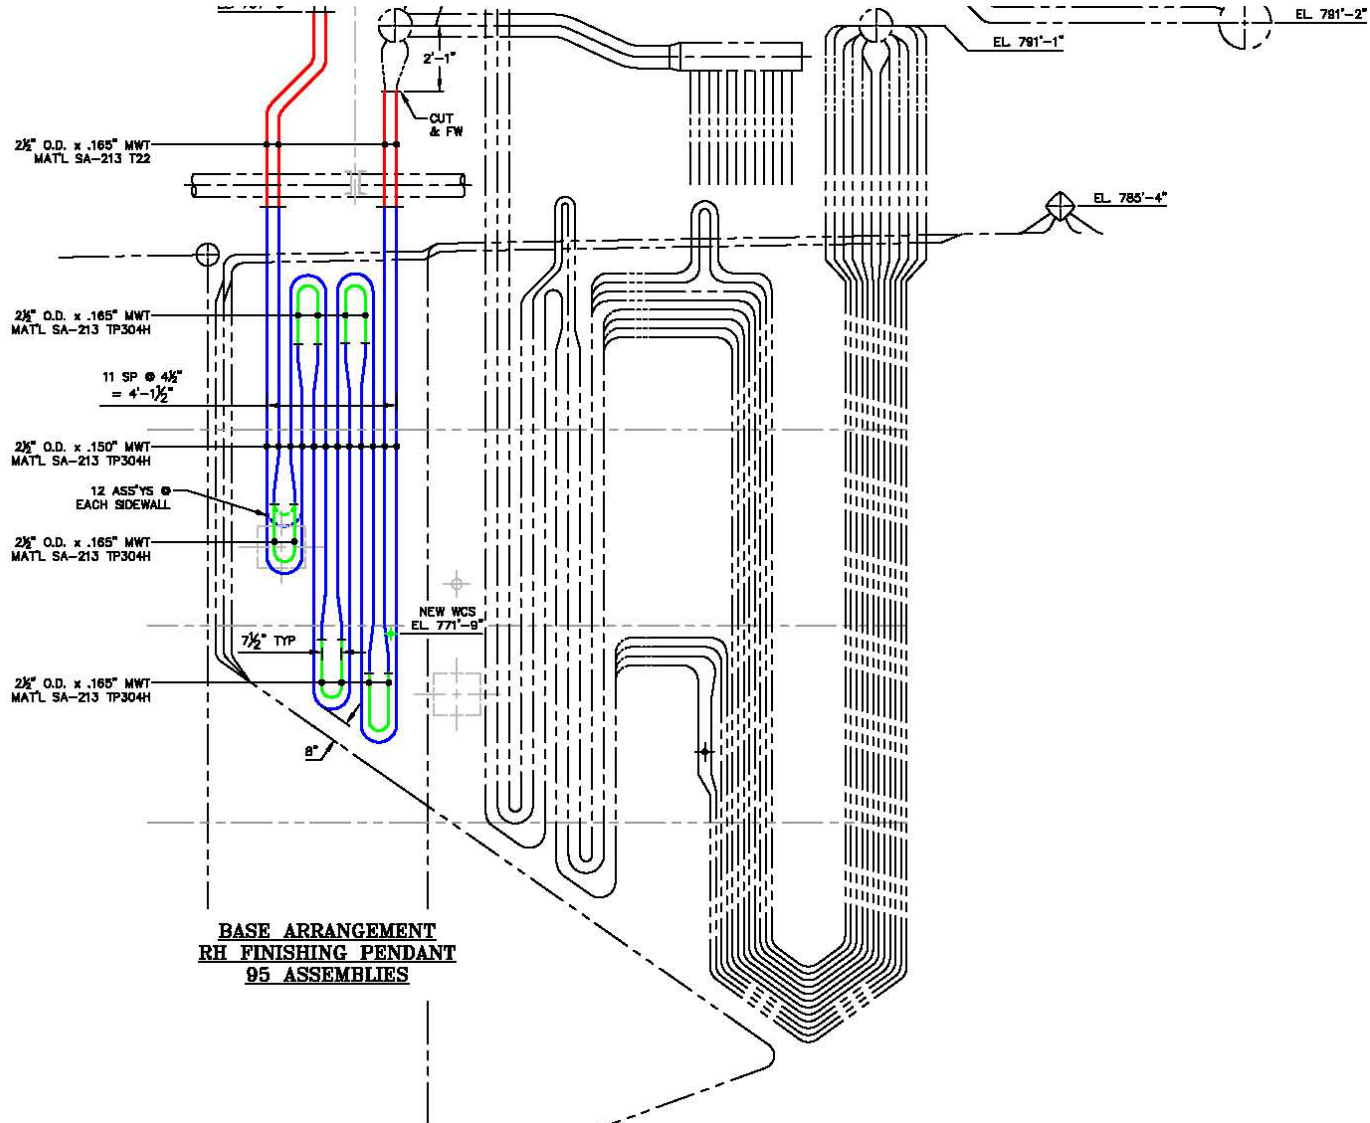 EL 791'-2"
EL 791'-1"
2'-1"
CUT
& FW
2½" O.D. x .165" MWT
MAT'L SA-213 T22
EL 785'-4"
2½" O.D. x .165" MWT
MAT'L SA-213 TP304H
11 SP @ 4½"
= 4'-1½"
2½" O.D. x .150" MWT
MAT'L SA-213 TP304H
12 ASS'YS @
EACH SIDEWALL
2½" O.D. x .165" MWT
MAT'L SA-213 TP304H
NEW WCS
EL 771'-9"
7½" TYP
2½" O.D. x .165" MWT
MAT'L SA-213 TP304H
8"
BASE ARRANGEMENT
RH FINISHING PENDANT
95 ASSEMBLIES